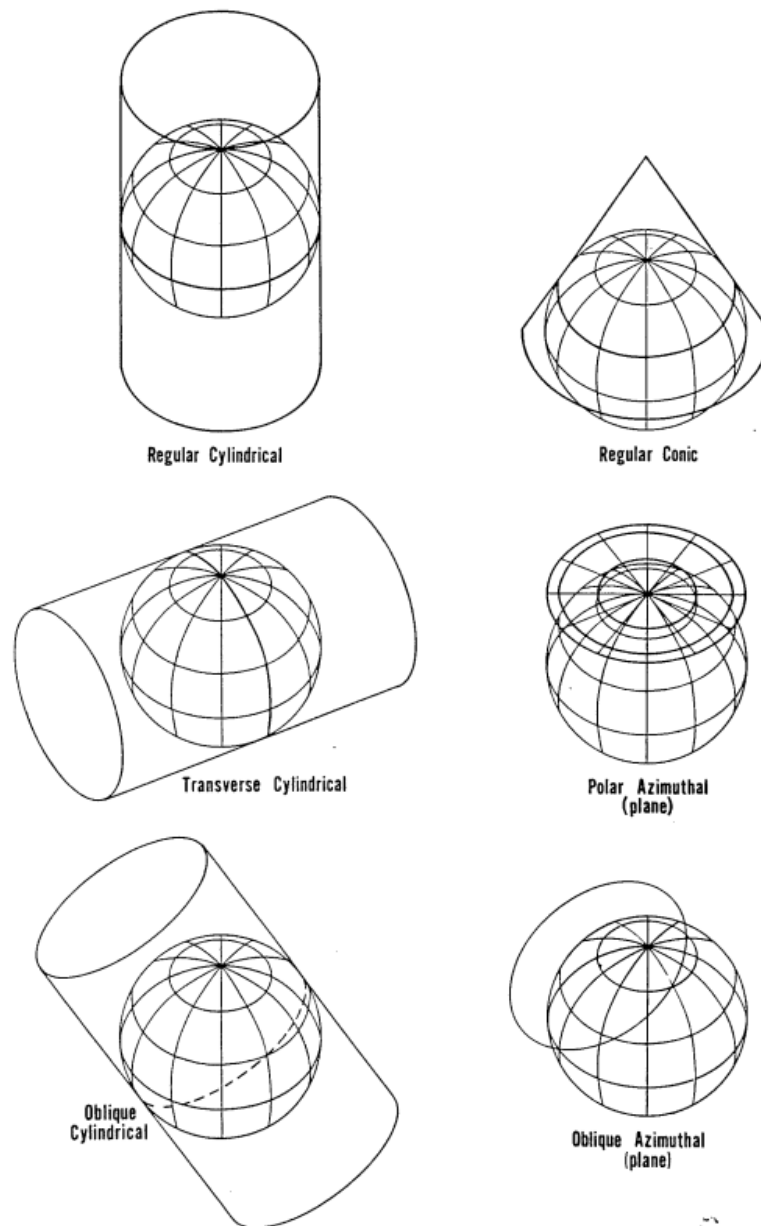 Regular Cylindrical
Regular Conic
Transverse Cylindrical
Polar Azimuthal
(plane)
Oblique
Cylindrical
Oblique Azimuthal
(plane)